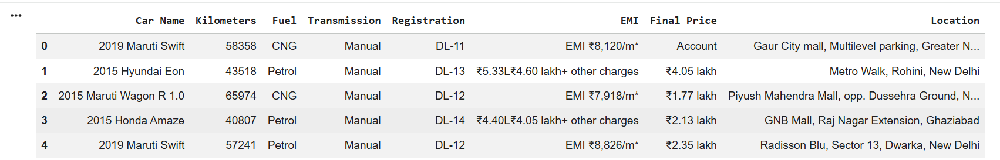 Car Name Kilometers Fuel Transmission Registration EMI Final Price Location
0 2019 Maruti Swift 58358 CNG Manual DL-11 EMI ₹8,120/m* Account Gaur City mall, Multilevel parking, Greater N...
1 2015 Hyundai Eon 43518 Petrol Manual DL-13 ₹5.33L₹4.60 lakh+ other charges ₹4.05 lakh Metro Walk, Rohini, New Delhi
2 2015 Maruti Wagon R 1.0 65974 CNG Manual DL-12 EMI ₹7,918/m* ₹1.77 lakh Piyush Mahendra Mall, opp. Dussehra Ground, N...
3 2015 Honda Amaze 40807 Petrol Manual DL-14 ₹4.40L₹4.05 lakh+ other charges ₹2.13 lakh GNB Mall, Raj Nagar Extension, Ghaziabad
4 2019 Maruti Swift 57241 Petrol Manual DL-12 EMI ₹8,826/m* ₹2.35 lakh Radisson Blu, Sector 13, Dwarka, New Delhi